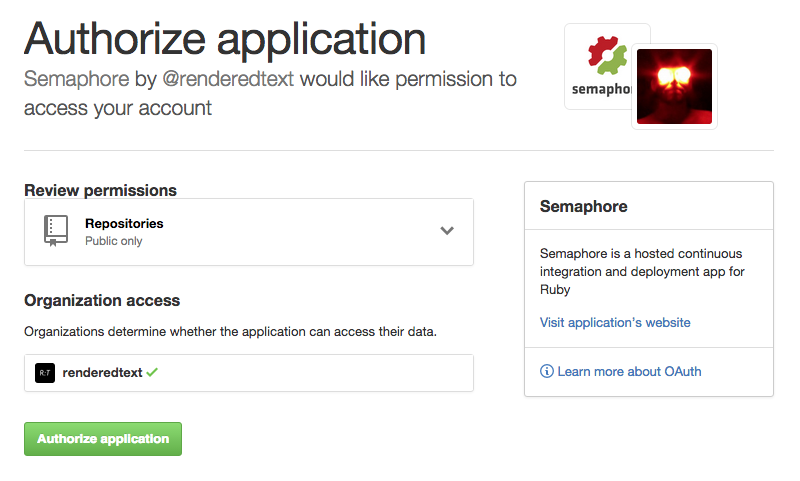 Authorize application
Semaphore by @renderedtext would like permission to
access your account
semaphor
Review permissions
Repositories
Public only
Organization access
Organizations determine whether the application can access their data.
R:T renderedtext
Authorize application
Semaphore
Semaphore is a hosted continuous
integration and deployment app for
Ruby
Visit application's website
Learn more about OAuth